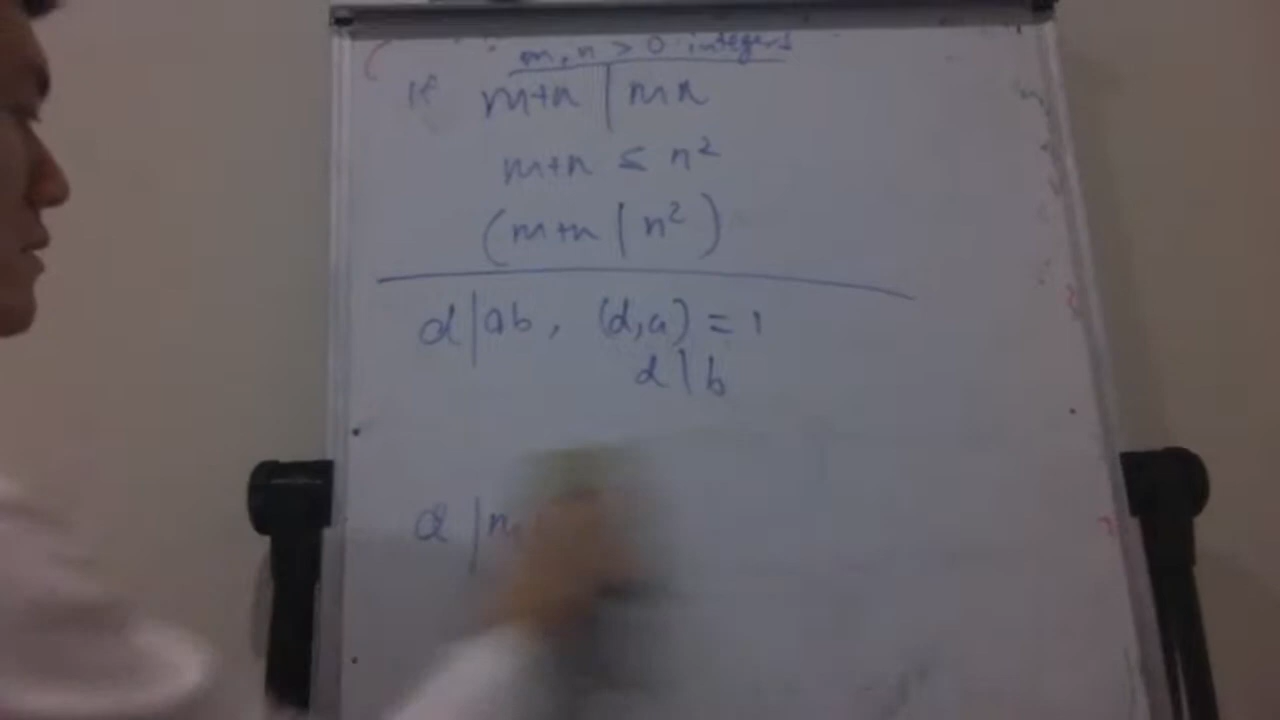 m, n > 0 integers
If m+n | mn
m+n ≤ n²
(m+n | n²)
d | ab, (d,a) = 1
d | b
d | n